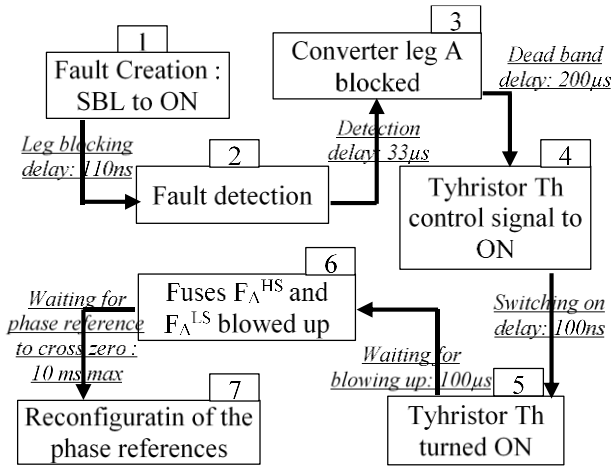 1
Fault Creation :
SBL to ON
Leg blocking
delay: 110ns
2
Fault detection
Detection
delay: 33µs
3
Converter leg A
blocked
Dead band
delay: 200µs
4
Tyhristor Th
control signal to
ON
Switching on
delay: 100ns
5
Tyhristor Th
turned ON
Waiting for
blowing up: 100µs
6
Fuses FA^HS and
FA^LS blowed up
Waiting for
phase reference
to cross zero :
10 ms max
7
Reconfiguratin of the
phase references